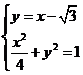 y = x − √3
x²/4 + y² = 1